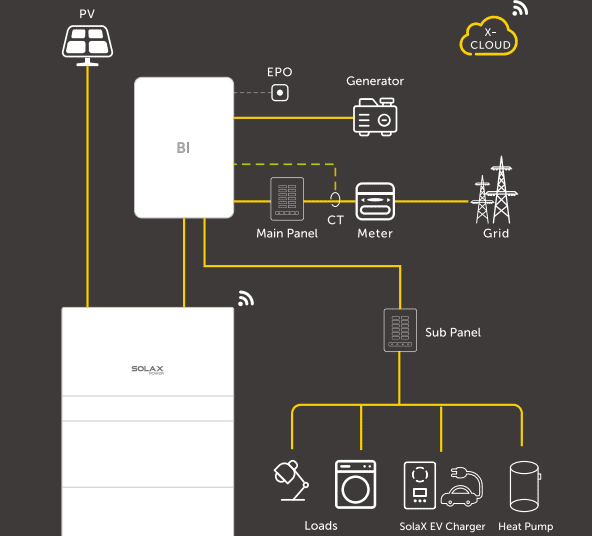 PV
X-
CLOUD
EPO
Generator
BI
CT
Main Panel
Meter
Grid
Sub Panel
SOLAX
POWER
Loads
SolaX EV Charger
Heat Pump